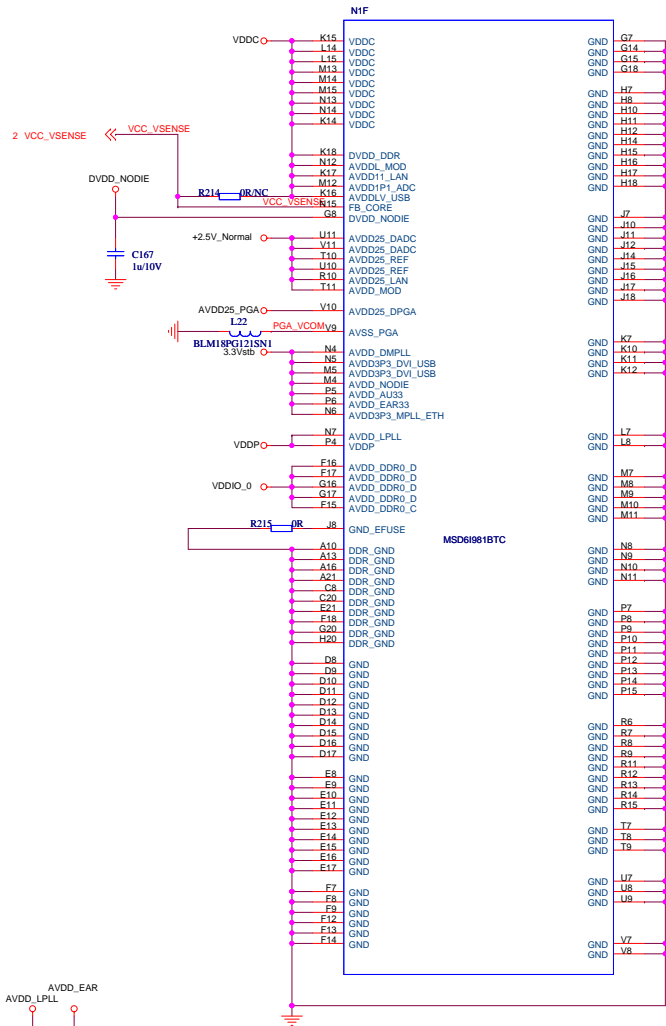 N1F
VDDC K15 VDDC GND G7
L14 VDDC GND G14
L15 VDDC GND G15
M13 VDDC GND G18
M14 VDDC
M15 VDDC GND H7
N13 VDDC GND H8
N14 VDDC GND H10
K14 VDDC GND H11
GND H12
2 VCC_VSENSE VCC_VSENSE GND H14
K18 DVDD_DDR GND H15
N12 AVDDL_MOD GND H16
K17 AVDD11_LAN GND H17
DVDD_NODIE M12 AVDD1P1_ADC GND H18
R214 0R/NC K16 AVDDLV_USB
VCC_VSENSE N15 FB_CORE
G8 DVDD_NODIE GND J7
GND J10
+2.5V_Normal U11 AVDD25_DADC GND J11
V11 AVDD25_DADC GND J12
C167 T10 AVDD25_REF GND J14
1u/10V U10 AVDD25_REF GND J15
R10 AVDD25_LAN GND J16
T11 AVDD_MOD GND J17
GND J18
AVDD25_PGA V10 AVDD25_DPGA
L22 PGA_VCOM V9 AVSS_PGA
BLM18PG121SN1 GND K7
3.3Vstb N4 AVDD_DMPLL GND K10
N5 AVDD3P3_DVI_USB GND K11
M5 AVDD3P3_DVI_USB GND K12
M4 AVDD_NODIE
P5 AVDD_AU33
P6 AVDD_EAR33
N6 AVDD3P3_MPLL_ETH
N7 AVDD_LPLL GND L7
VDDP P4 VDDP GND L8
F16 AVDD_DDR0_D
F17 AVDD_DDR0_D GND M7
VDDIO_0 G16 AVDD_DDR0_D GND M8
G17 AVDD_DDR0_D GND M9
F15 AVDD_DDR0_C GND M10
GND M11
R215 0R J8 GND_EFUSE
MSD6I981BTC
A10 DDR_GND GND N8
A13 DDR_GND GND N9
A16 DDR_GND GND N10
A21 DDR_GND GND N11
C8 DDR_GND
C20 DDR_GND
E21 DDR_GND GND P7
F18 DDR_GND GND P8
G20 DDR_GND GND P9
H20 DDR_GND GND P10
GND P11
D8 GND GND P12
D9 GND GND P13
D10 GND GND P14
D11 GND GND P15
D12 GND
D13 GND
D14 GND GND R6
D15 GND GND R7
D16 GND GND R8
D17 GND GND R9
GND R11
E8 GND GND R12
E9 GND GND R13
E10 GND GND R14
E11 GND GND R15
E12 GND
E13 GND GND T7
E14 GND GND T8
E15 GND GND T9
E16 GND
E17 GND
GND U7
F7 GND GND U8
F8 GND GND U9
F9 GND
F12 GND
F13 GND
F14 GND GND V7
GND V8
AVDD_EAR
AVDD_LPLL